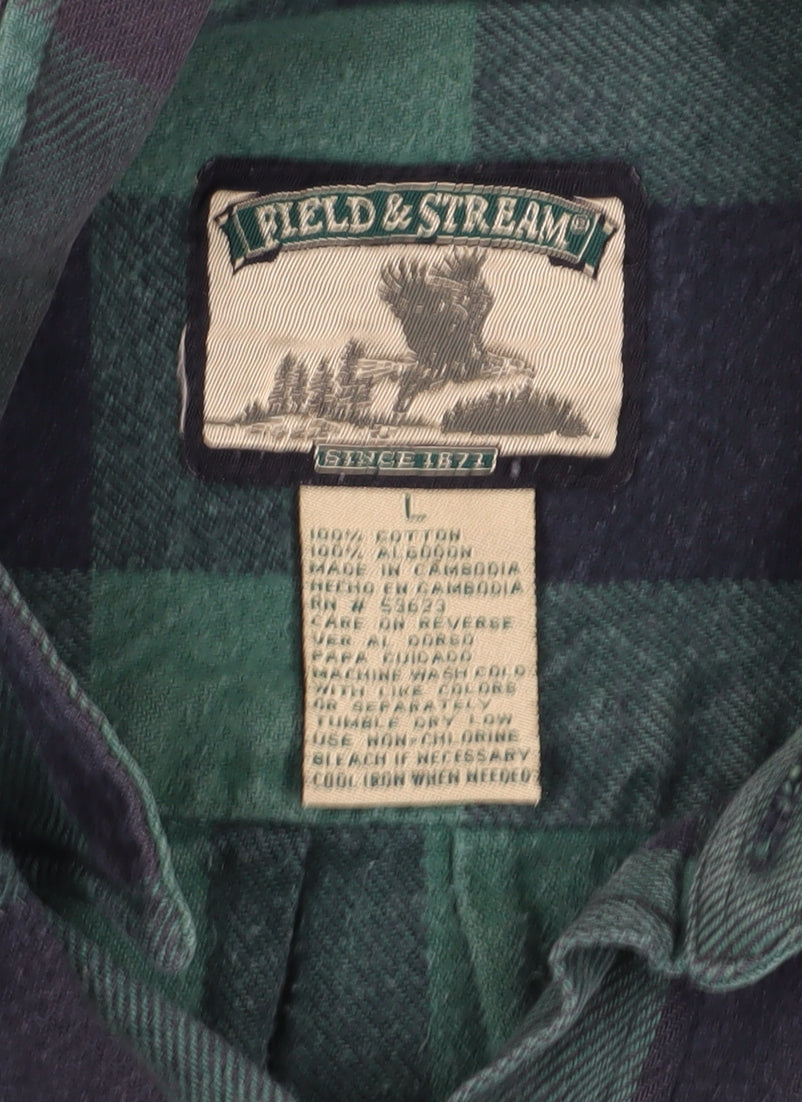 FIELD & STREAM®
SINCE 1871
L
100% COTTON
100% ALGODON
MADE IN CAMBODIA
HECHO EN CAMBODIA
RN # 53623
CARE ON REVERSE
VER AL DORSO
PAPA CUIDADO
MACHINE WASH COLD
WITH LIKE COLORS
OR SEPARATELY
TUMBLE DRY LOW
USE NON-CHLORINE
BLEACH IF NECESSARY
COOL IRON WHEN NEEDED